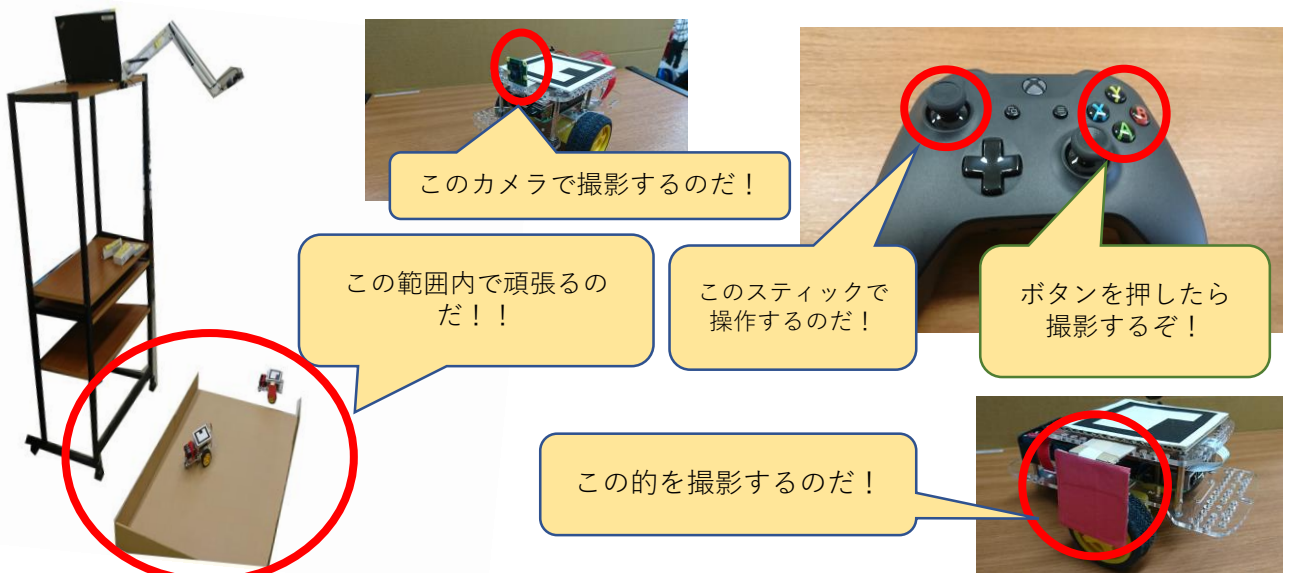 このカメラで撮影するのだ！
この範囲内で頑張るの
だ！！
このスティックで
操作するのだ！
ボタンを押したら
撮影するぞ！
この的を撮影するのだ！
Y
X
B
A